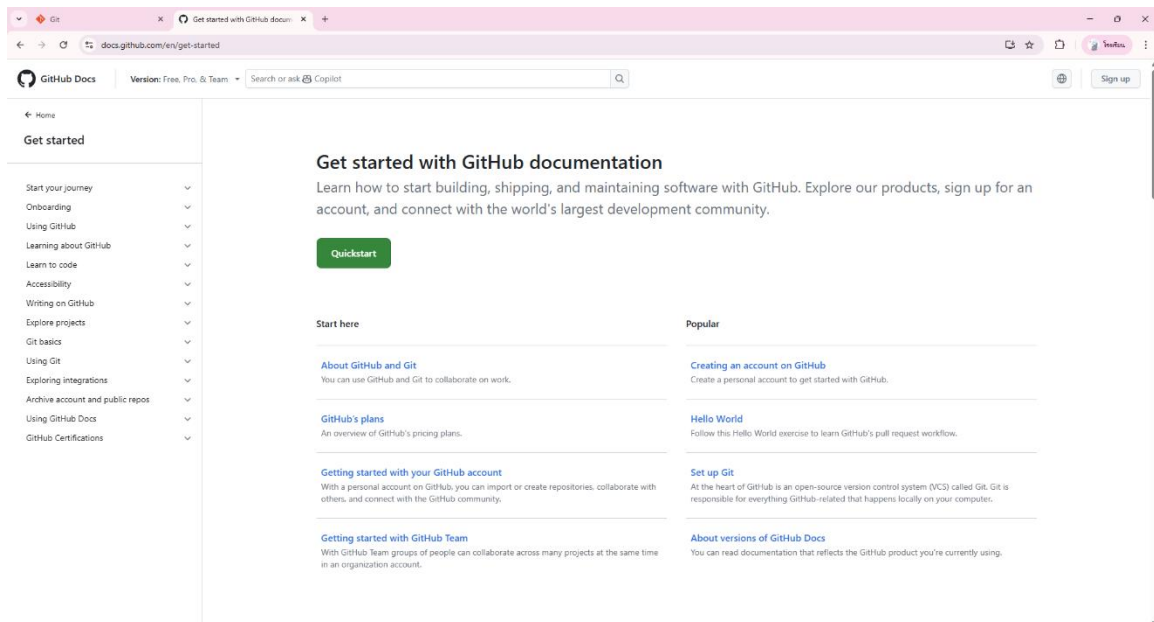 Git
Get started with GitHub docum
docs.github.com/en/get-started
GitHub Docs
Version: Free, Pro, & Team
Search or ask Copilot
Sign up
Home
Get started
Start your journey
Onboarding
Using GitHub
Learning about GitHub
Learn to code
Accessibility
Writing on GitHub
Explore projects
Git basics
Using Git
Exploring integrations
Archive account and public repos
Using GitHub Docs
GitHub Certifications
Get started with GitHub documentation
Learn how to start building, shipping, and maintaining software with GitHub. Explore our products, sign up for an
account, and connect with the world's largest development community.
Quickstart
Start here
About GitHub and Git
You can use GitHub and Git to collaborate on work.
GitHub's plans
An overview of GitHub's pricing plans.
Getting started with your GitHub account
With a personal account on GitHub, you can import or create repositories, collaborate with
others, and connect with the GitHub community.
Getting started with GitHub Team
With GitHub Team groups of people can collaborate across many projects at the same time
in an organization account.
Popular
Creating an account on GitHub
Create a personal account to get started with GitHub.
Hello World
Follow this Hello World exercise to learn GitHub's pull request workflow.
Set up Git
At the heart of GitHub is an open-source version control system (VCS) called Git. Git is
responsible for everything GitHub-related that happens locally on your computer.
About versions of GitHub Docs
You can read documentation that reflects the GitHub product you're currently using.